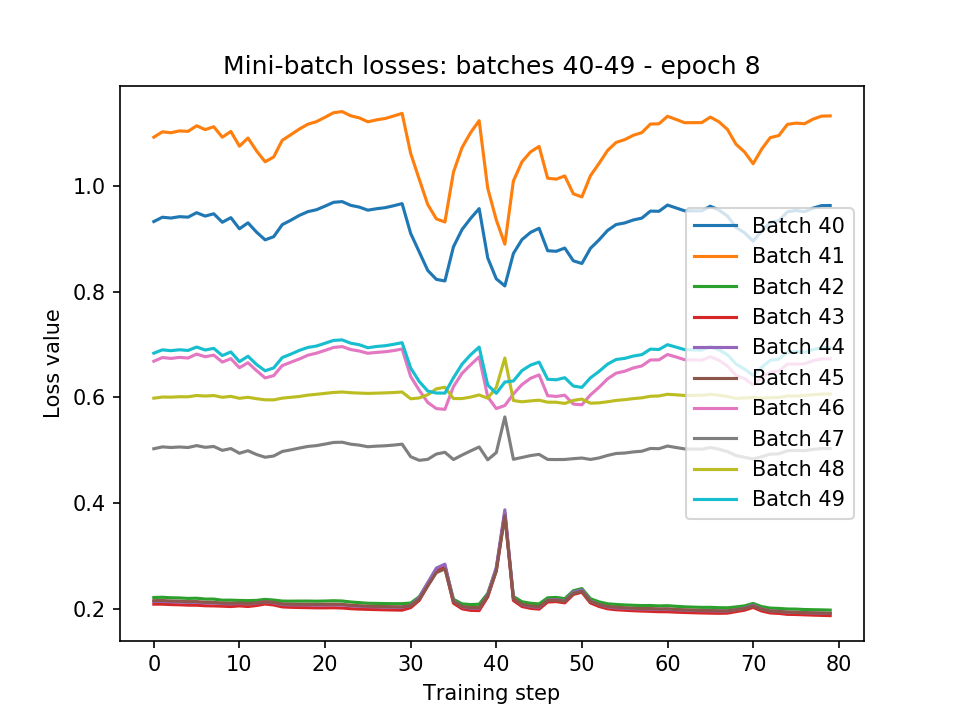 Mini-batch losses: batches 40-49 - epoch 8
Loss value
1.0
0.8
0.6
0.4
0.2
Batch 40
Batch 41
Batch 42
Batch 43
Batch 44
Batch 45
Batch 46
Batch 47
Batch 48
Batch 49
0 10 20 30 40 50 60 70 80
Training step